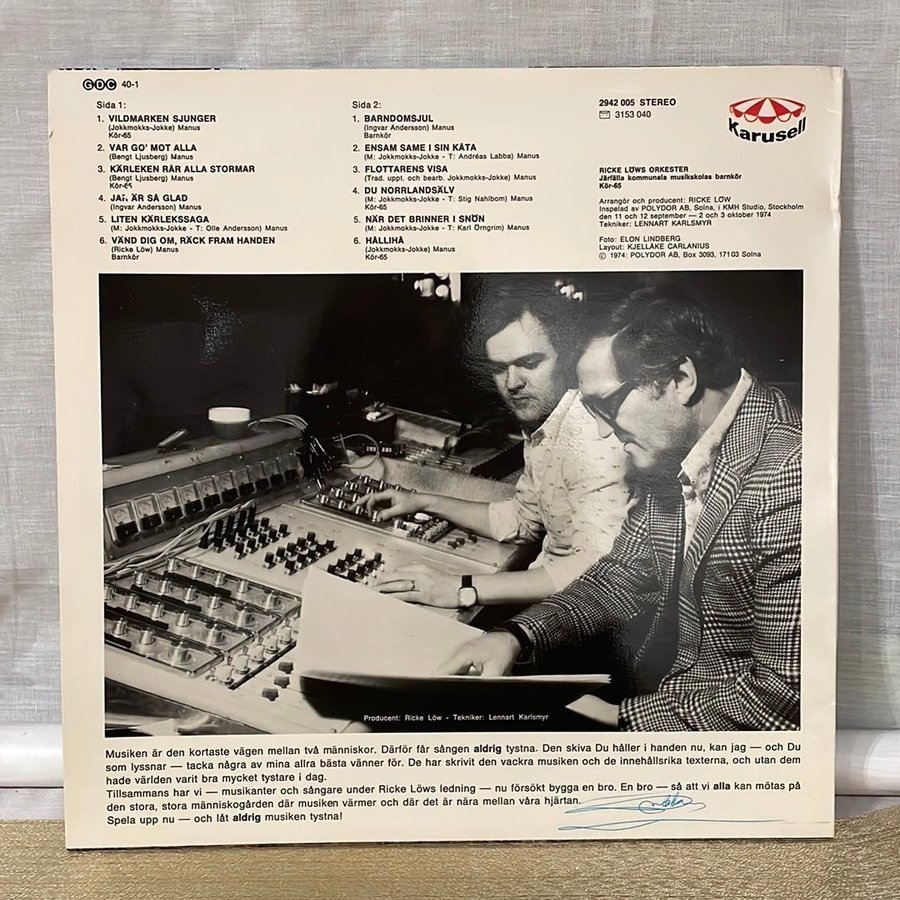 GDC 40-1
Sida 1:
1. VILDMARKEN SJUNGER
(Jokkmokks-Jokke) Manus
Kör-65
2. VAR GO' MOT ALLA
(Bengt Ljusberg) Manus
3. KÄRLEKEN RÅR ALLA STORMAR
(Bengt Ljusberg) Manus
Kör-65
4. JAG ÄR SÅ GLAD
(Ingvar Andersson) Manus
5. LITEN KÄRLEKSSAGA
(M: Jokkmokks-Jokke - T: Olle Andersson) Manus
6. VÄND DIG OM, RÄCK FRAM HANDEN
(Ricke Löw) Manus
Barnkör
Sida 2:
1. BARNDOMSJUL
(Ingvar Andersson) Manus
Barnkör
2. ENSAM SAME I SIN KÅTA
(M: Jokkmokks-Jokke - T: Andréas Labba) Manus
3. FLOTTARENS VISA
(Trad. uppt. och bearb. Jokkmokks-Jokke) Manus
4. DU NORRLANDSÄLV
(M: Jokkmokks-Jokke - T: Stig Nahlbom) Manus
Kör-65
5. NÄR DET BRINNER I SNÖN
(M: Jokkmokks-Jokke - T: Karl Örngrim) Manus
6. HÅLLIHÅ
(Jokkmokks-Jokke) Manus
Kör-65
2942 005 STEREO
3153 040
Karusell
RICKE LÖWS ORKESTER
Järfälla kommunala musikskolas barnkör
Kör-65
Arrangör och producent: RICKE LÖW
Inspelad av POLYDOR AB, Solna, i KMH Studio, Stockholm
den 11 och 12 september — 2 och 3 oktober 1974
Tekniker: LENNART KARLSMYR
Foto: ELON LINDBERG
Layout: KJELLÅKE CARLANIUS
© 1974: POLYDOR AB, Box 3093, 17103 Solna
Producent: Ricke Löw - Tekniker: Lennart Karlsmyr
Musiken är den kortaste vägen mellan två människor. Därför får sången aldrig tystna. Den skiva Du håller i handen nu, kan jag — och Du
som lyssnar — tacka några av mina allra bästa vänner för. De har skrivit den vackra musiken och de innehållsrika texterna, och utan dem
hade världen varit bra mycket tystare i dag.
Tillsammans har vi — musikanter och sångare under Ricke Löws ledning — nu försökt bygga en bro. En bro — så att vi alla kan mötas på
den stora, stora människogården där musiken värmer och där det är nära mellan våra hjärtan.
Spela upp nu — och låt aldrig musiken tystna!